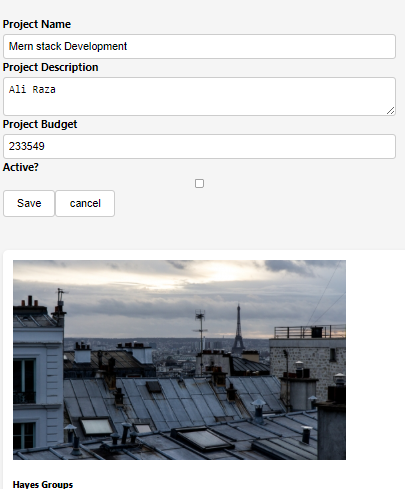 Project Name
Mern stack Development
Project Description
Ali Raza
Project Budget
233549
Active?
Save cancel
Hayes Groups